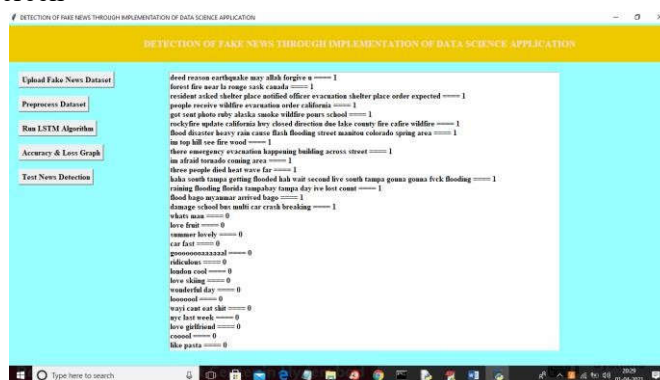 DETECTION OF FAKE NEWS THROUGH IMPLEMENTATION OF DATA SCIENCE APPLICATION
DETECTION OF FAKE NEWS THROUGH IMPLEMENTATION OF DATA SCIENCE APPLICATION
Upload Fake News Dataset
Preprocess Dataset
Run LSTM Algorithm
Accuracy & Loss Graph
Test News Detection
deed reason earthquake may allah forgive u ==== 1
forest fire near la ronge sask canada ==== 1
resident asked shelter place notified officer evacuation shelter place order expected ==== 1
people receive wildfire evacuation order california ==== 1
got sent photo ruby alaska smoke wildfire pours school ==== 1
rockyfire update california hwy closed direction due lake county fire cafire wildfire ==== 1
flood disaster heavy rain cause flash flooding street manitou colorado spring area ==== 1
im top hill see fire wood ==== 1
there emergency evacuation happening building across street ==== 1
im afraid tornado coming area ==== 1
three people died heat wave far ==== 1
haha south tampa getting flooded hah wait second live south tampa gonna gonna fvck flooding ==== 1
raining flooding florida tampabay tampa day ive lost count ==== 1
flood bago myanmar arrived bago ==== 1
damage school bus multi car crash breaking ==== 1
whats man ==== 0
love fruit ==== 0
summer lovely ==== 0
car fast ==== 0
goooooooaaaaaal ==== 0
ridiculous ==== 0
london cool ==== 0
love skiing ==== 0
wonderful day ==== 0
looooool ==== 0
wayi cant eat shit ==== 0
nyc last week ==== 0
love girlfriend ==== 0
cooool ==== 0
like pasta ==== 0
Type here to search
20:29
01-04-2021